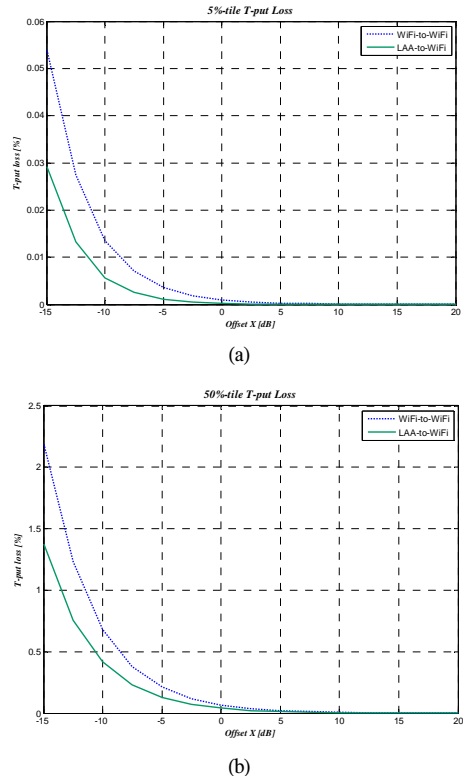 5%-tile T-put Loss
WiFi-to-WiFi
LAA-to-WiFi
0.06
0.05
0.04
0.03
0.02
0.01
0
T-put loss [%]
-15 -10 -5 0 5 10 15 20
Offset X [dB]
(a)
50%-tile T-put Loss
WiFi-to-WiFi
LAA-to-WiFi
2.5
2
1.5
1
0.5
0
T-put loss [%]
-15 -10 -5 0 5 10 15 20
Offset X [dB]
(b)